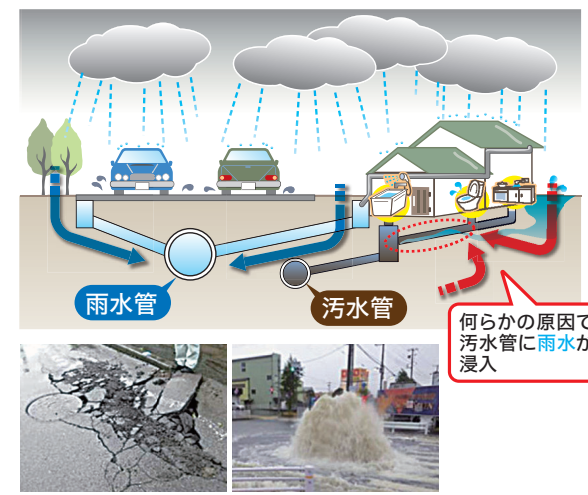 雨水管
汚水管
何らかの原因で
汚水管に雨水が
浸入